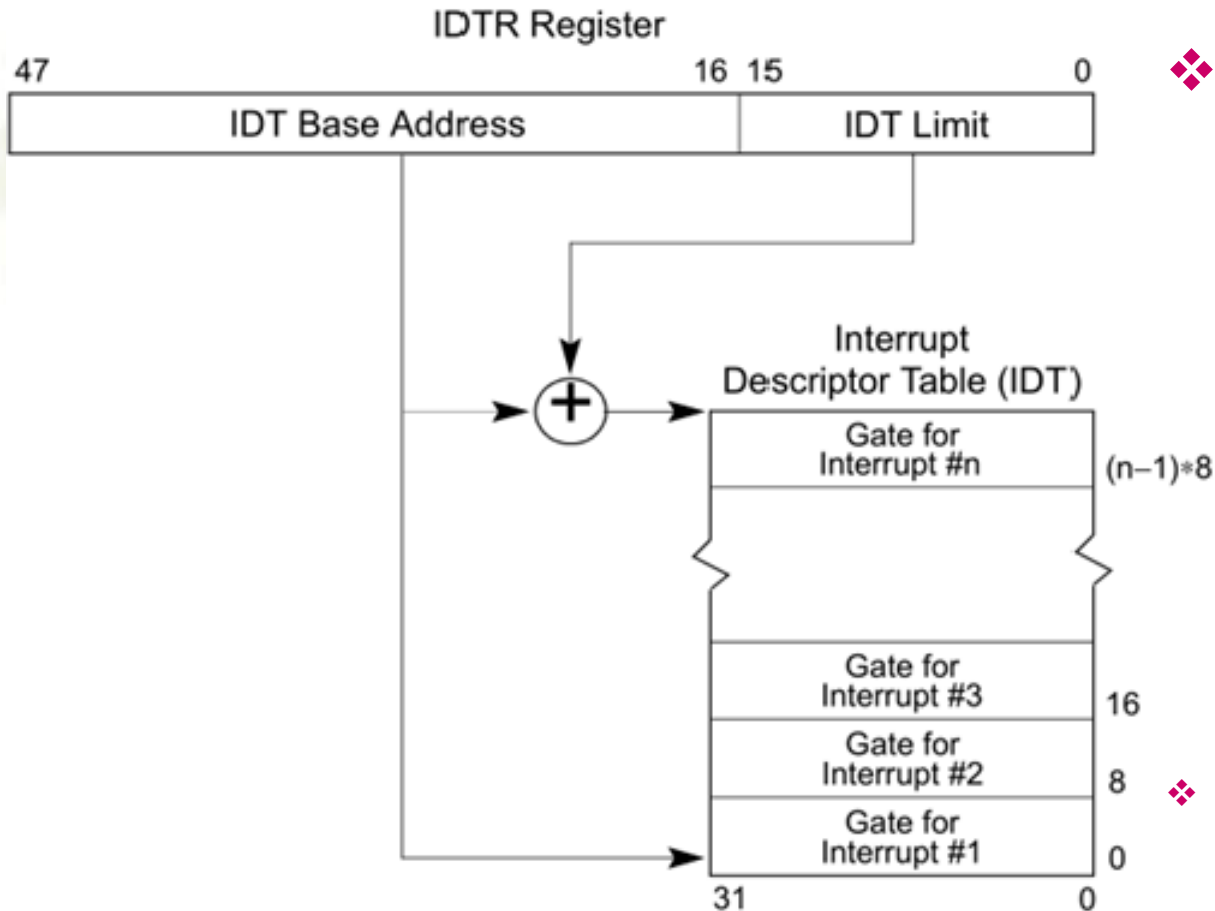 IDTR Register
47 16 15 0
IDT Base Address IDT Limit
Interrupt
Descriptor Table (IDT)
Gate for
Interrupt #n
(n–1)*8
Gate for
Interrupt #3
16
Gate for
Interrupt #2
8
Gate for
Interrupt #1
0
31 0